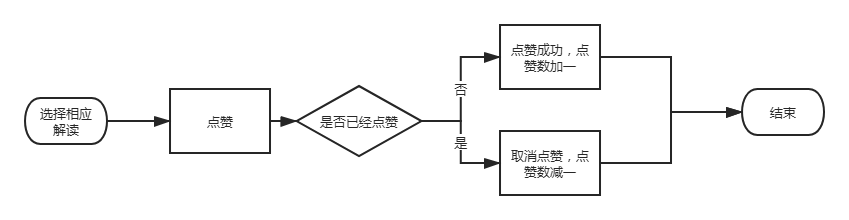 选择相应
解读
点赞
是否已经点赞
否
点赞成功，点
赞数加一
是
取消点赞，点
赞数减一
结束